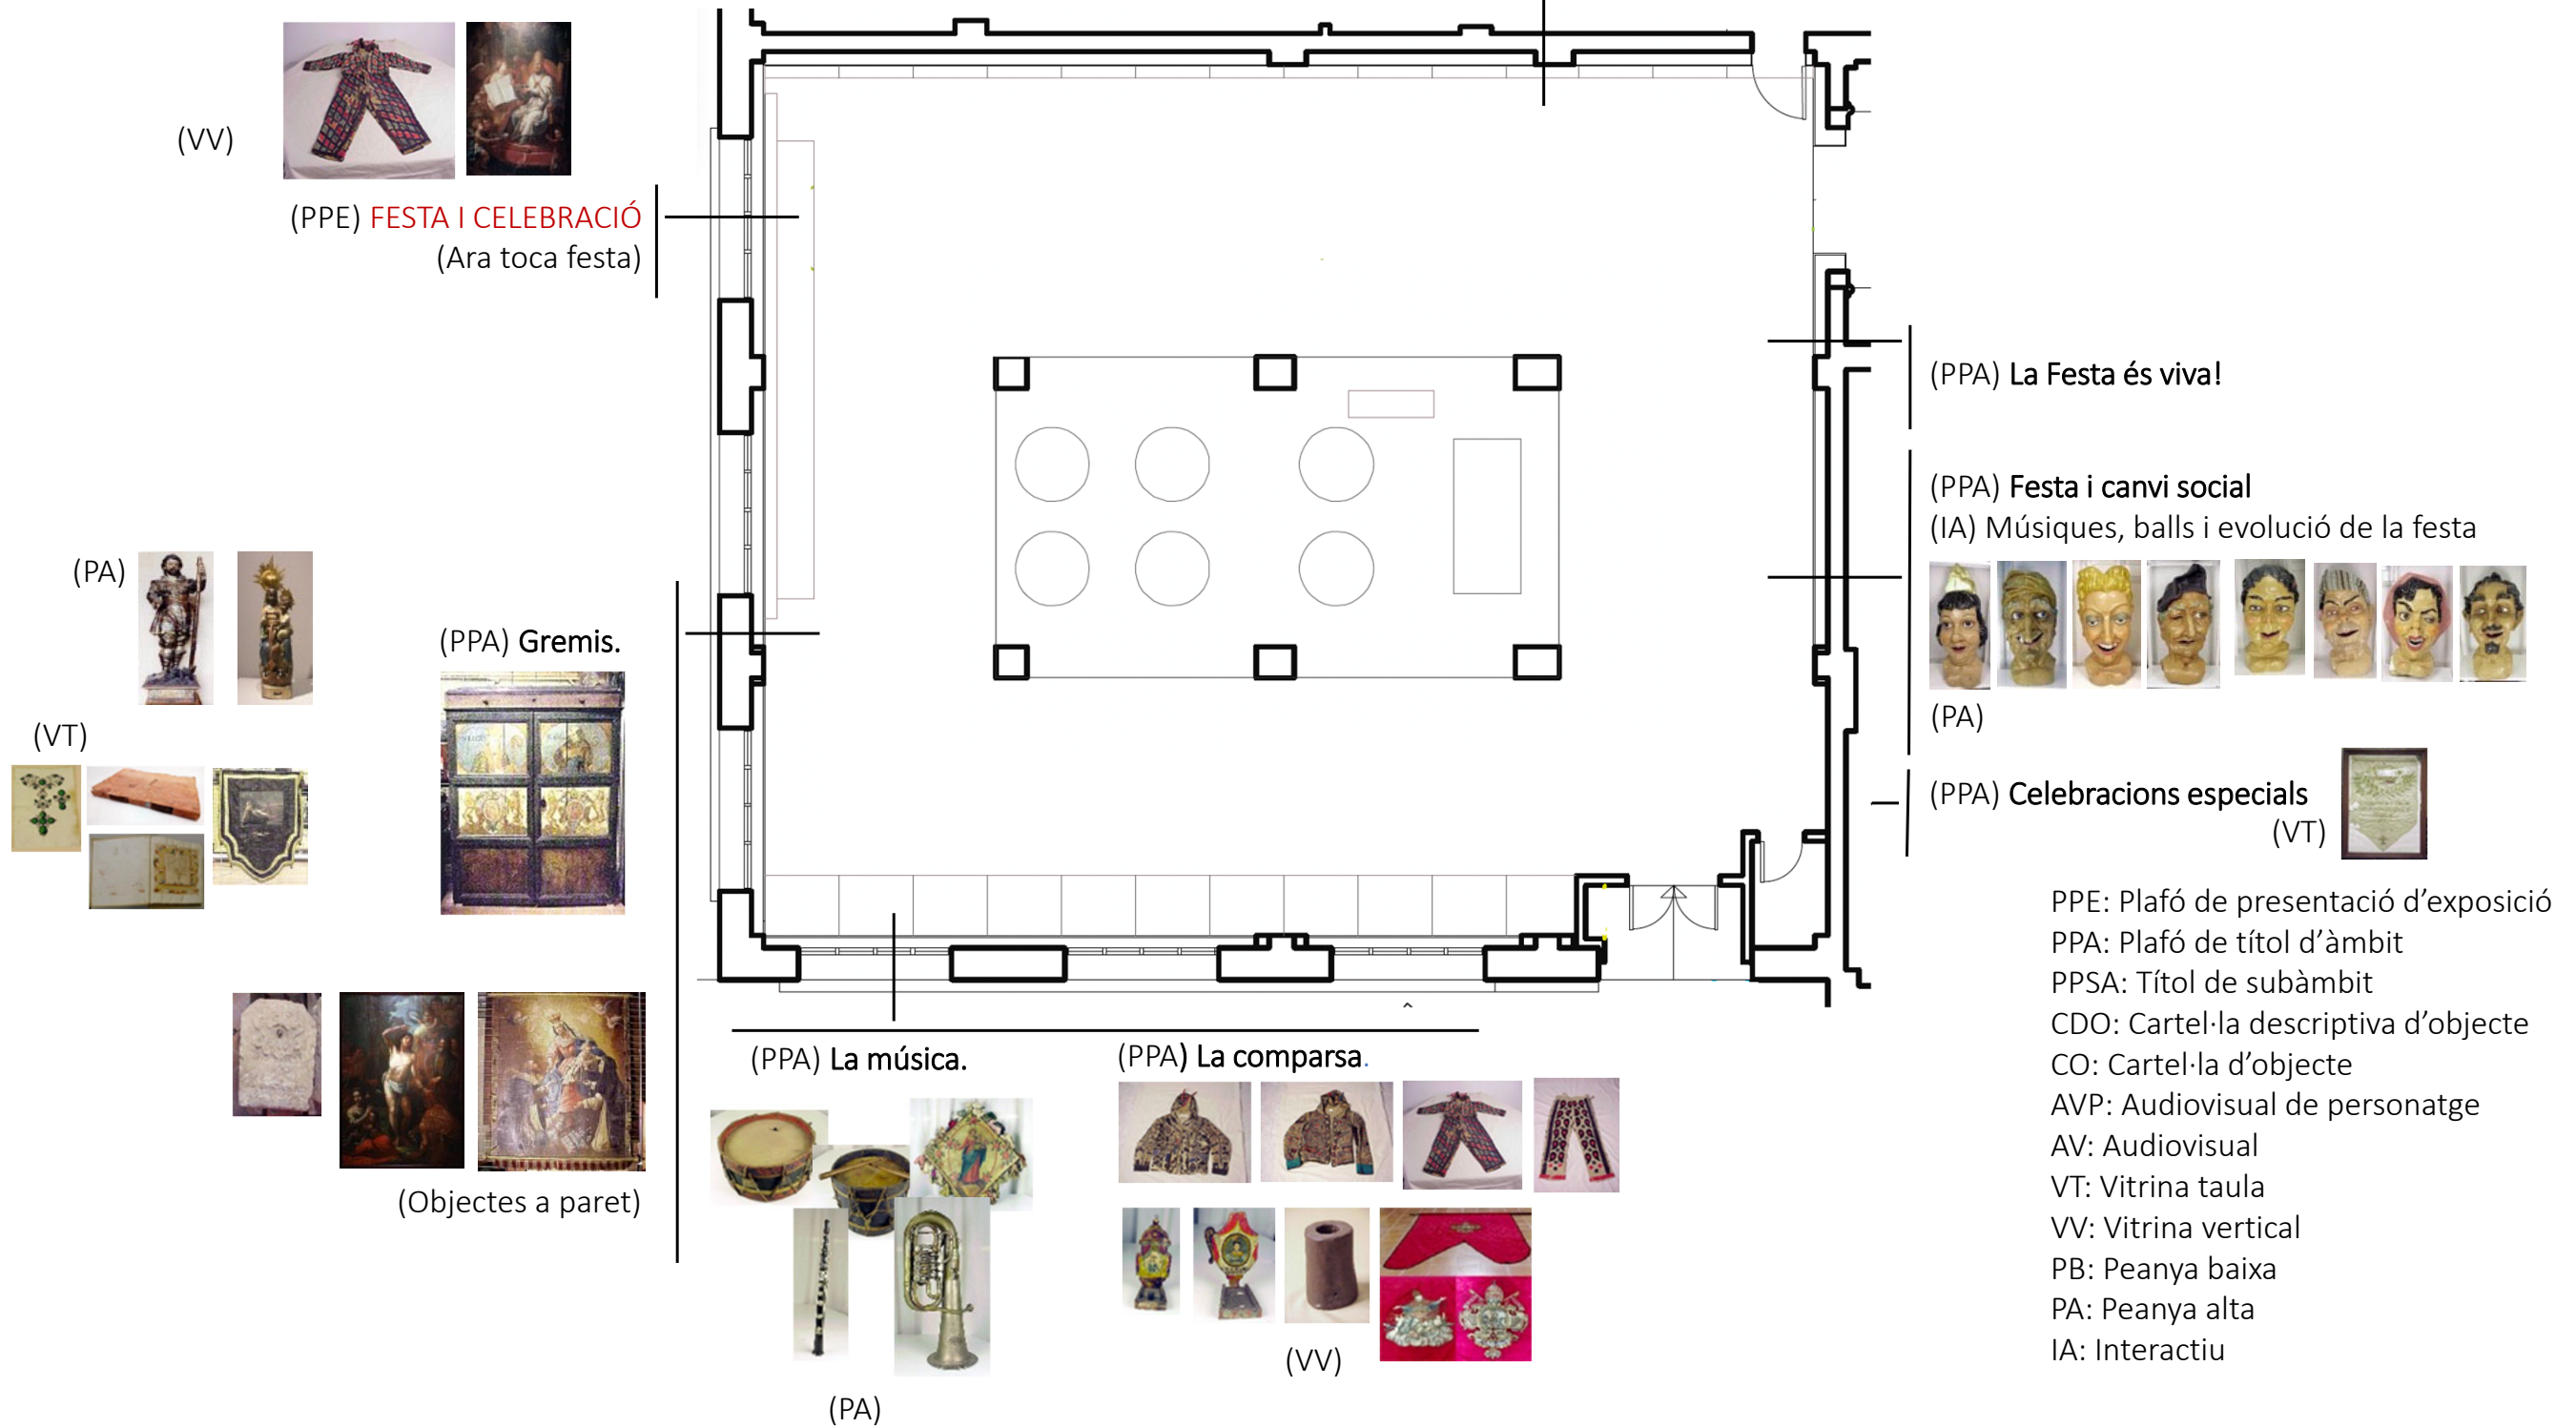 (VV)
(PPE) FESTA I CELEBRACIÓ
(Ara toca festa)
(PA)
(PPA) Gremis.
(VT)
(Objectes a paret)
(PPA) La música.
(PA)
(PPA) La comparsa.
(VV)
(PPA) La Festa és viva!
(PPA) Festa i canvi social
(IA) Músiques, balls i evolució de la festa
(PA)
(PPA) Celebracions especials
(VT)
PPE: Plafó de presentació d’exposició
PPA: Plafó de títol d’àmbit
PPSA: Títol de subàmbit
CDO: Cartel·la descriptiva d’objecte
CO: Cartel·la d’objecte
AVP: Audiovisual de personatge
AV: Audiovisual
VT: Vitrina taula
VV: Vitrina vertical
PB: Peanya baixa
PA: Peanya alta
IA: Interactiu